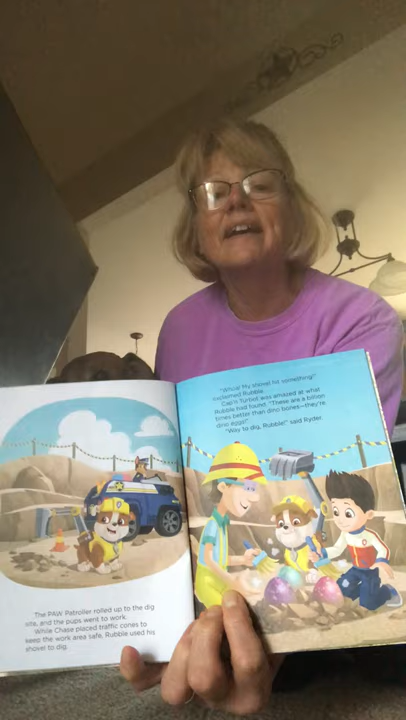 The PAW Patroller rolled up to the dig
site, and the pups went to work.
While Chase placed traffic cones to
keep the work area safe, Rubble used his
shovel to dig.
"Whoa! My shovel hit something!"
exclaimed Rubble.
Cap'n Turbot was amazed at what
Rubble had found. "These are a billion
times better than dino bones—they're
dino eggs!"
"Way to dig, Rubble!" said Ryder.